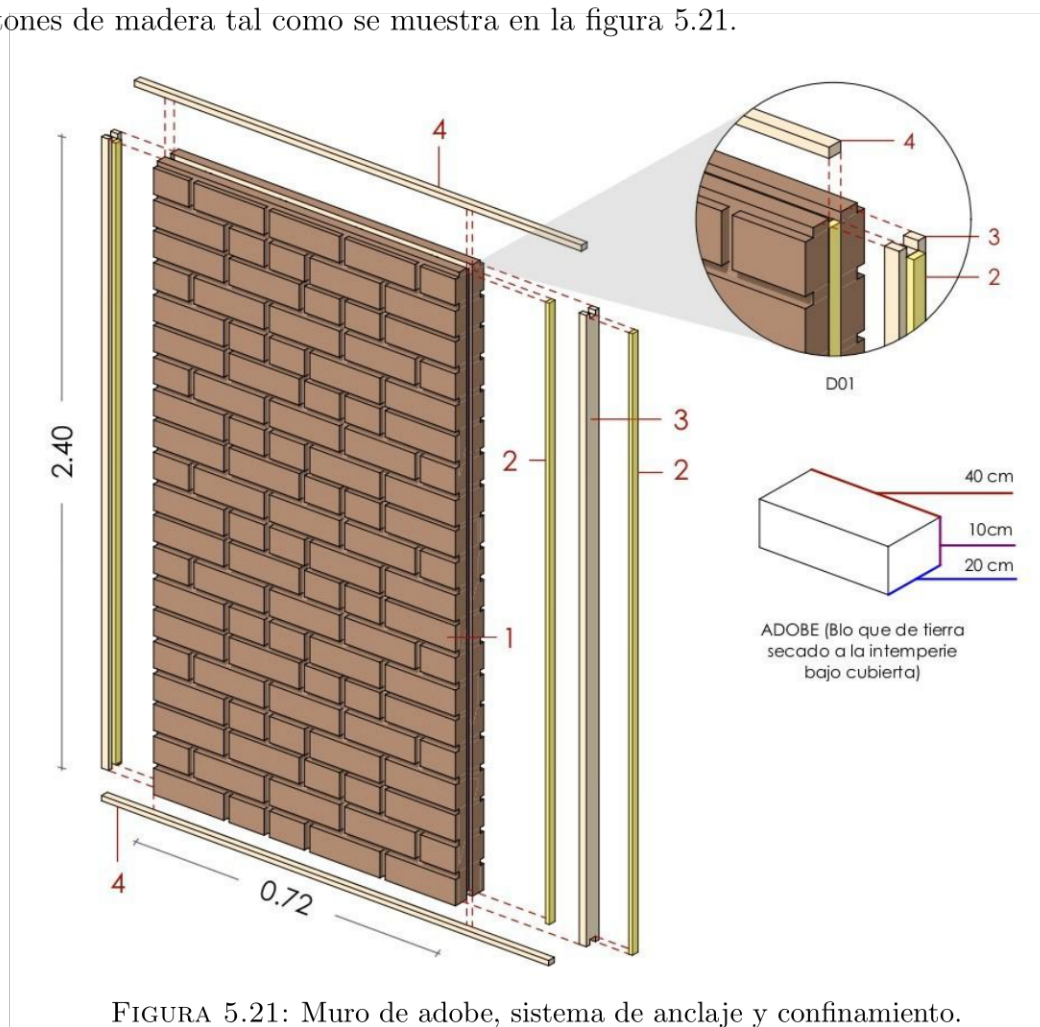 tones de madera tal como se muestra en la figura 5.21.
4
4
3
2
D01
2.40
3
2
2
40 cm
10cm
20 cm
1
ADOBE (Blo que de tierra
secado a la intemperie
bajo cubierta)
4
0.72
FIGURA 5.21: Muro de adobe, sistema de anclaje y confinamiento.